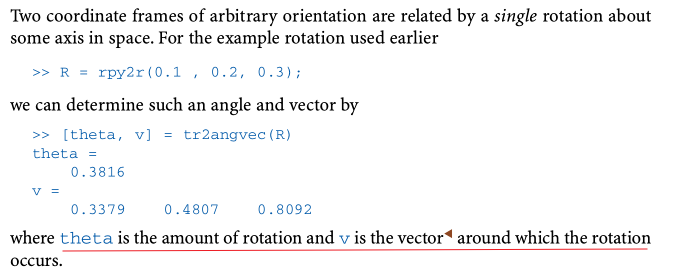 Two coordinate frames of arbitrary orientation are related by a single rotation about
some axis in space. For the example rotation used earlier
>> R = rpy2r(0.1 , 0.2, 0.3);
we can determine such an angle and vector by
>> [theta, v] = tr2angvec(R)
theta =
0.3816
v =
0.3379 0.4807 0.8092
where theta is the amount of rotation and v is the vector◄ around which the rotation
occurs.